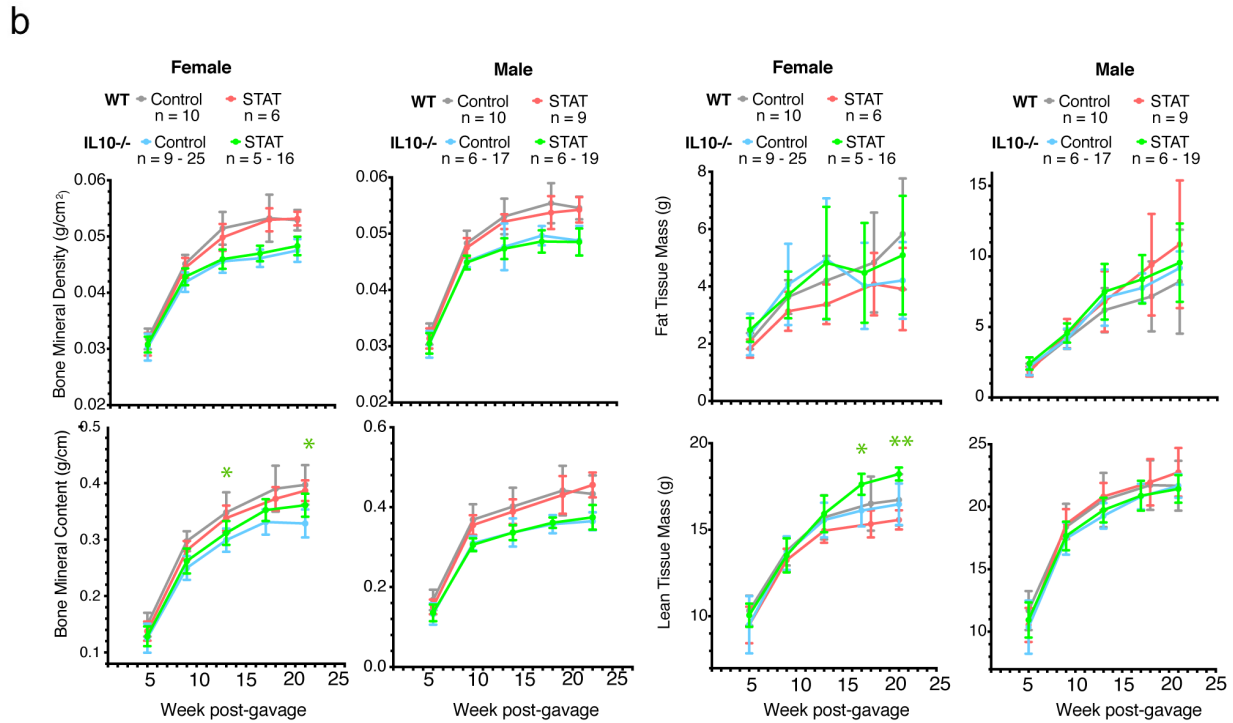 b
Female
WT Control STAT
n = 10 n = 6
IL10-/- Control STAT
n = 9 - 25 n = 5 - 16
Male
WT Control STAT
n = 10 n = 9
IL10-/- Control STAT
n = 6 - 17 n = 6 - 19
Female
WT Control STAT
n = 10 n = 6
IL10-/- Control STAT
n = 9 - 25 n = 5 - 16
Male
WT Control STAT
n = 10 n = 9
IL10-/- Control STAT
n = 6 - 17 n = 6 - 19
Bone Mineral Density (g/cm²)
0.06
0.05
0.04
0.03
0.02
0.06
0.05
0.04
0.03
0.02
Fat Tissue Mass (g)
8
6
4
2
0
15
10
5
0
Bone Mineral Content (g/cm)
0.5
0.4
0.3
0.2
0.1
* *
5 10 15 20 25
Week post-gavage
0.6
0.4
0.2
0.0
5 10 15 20 25
Week post-gavage
Lean Tissue Mass (g)
20
15
10
* **
5 10 15 20 25
Week post-gavage
25
20
15
10
5 10 15 20 25
Week post-gavage